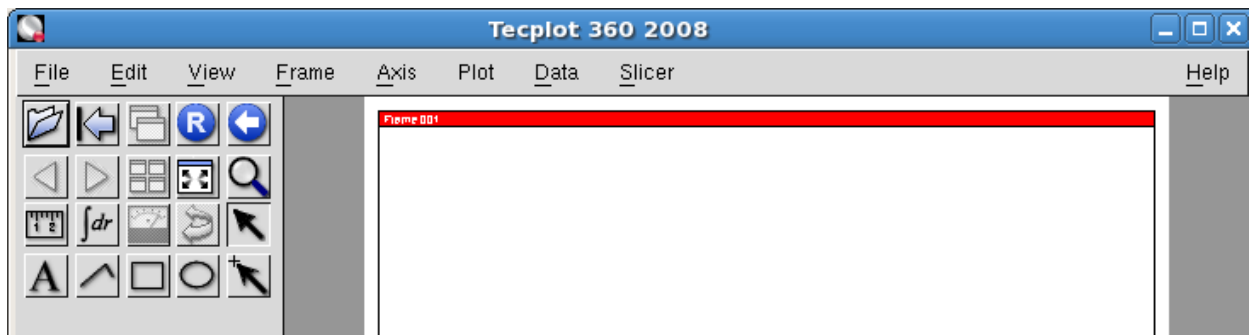 Tecplot 360 2008
File Edit View Frame Axis Plot Data Slicer Help
R
Frame 001
1 2 ∫dr
A